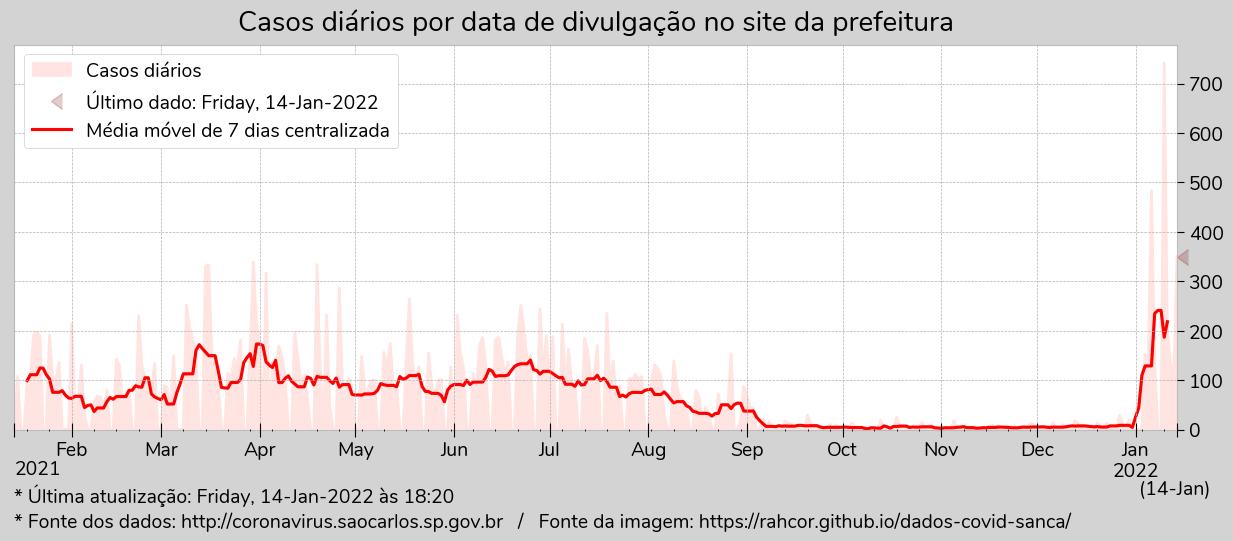 Casos diários por data de divulgação no site da prefeitura
Casos diários
Último dado: Friday, 14-Jan-2022
Média móvel de 7 dias centralizada
700
600
500
400
300
200
100
0
Feb Mar Apr May Jun Jul Aug Sep Oct Nov Dec Jan
2021 2022
(14-Jan)
* Última atualização: Friday, 14-Jan-2022 às 18:20
* Fonte dos dados: http://coronavirus.saocarlos.sp.gov.br / Fonte da imagem: https://rahcor.github.io/dados-covid-sanca/